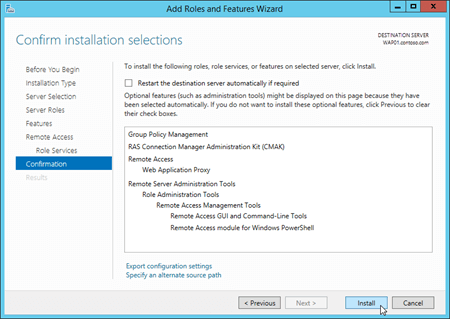 Add Roles and Features Wizard
Confirm installation selections
DESTINATION SERVER
WAP01.contoso.com
Before You Begin
Installation Type
Server Selection
Server Roles
Features
Remote Access
Role Services
Confirmation
Results
To install the following roles, role services, or features on selected server, click Install.
Restart the destination server automatically if required
Optional features (such as administration tools) might be displayed on this page because they have
been selected automatically. If you do not want to install these optional features, click Previous to clear
their check boxes.
Group Policy Management
RAS Connection Manager Administration Kit (CMAK)
Remote Access
Web Application Proxy
Remote Server Administration Tools
Role Administration Tools
Remote Access Management Tools
Remote Access GUI and Command-Line Tools
Remote Access module for Windows PowerShell
Export configuration settings
Specify an alternate source path
< Previous
Next >
Install
Cancel